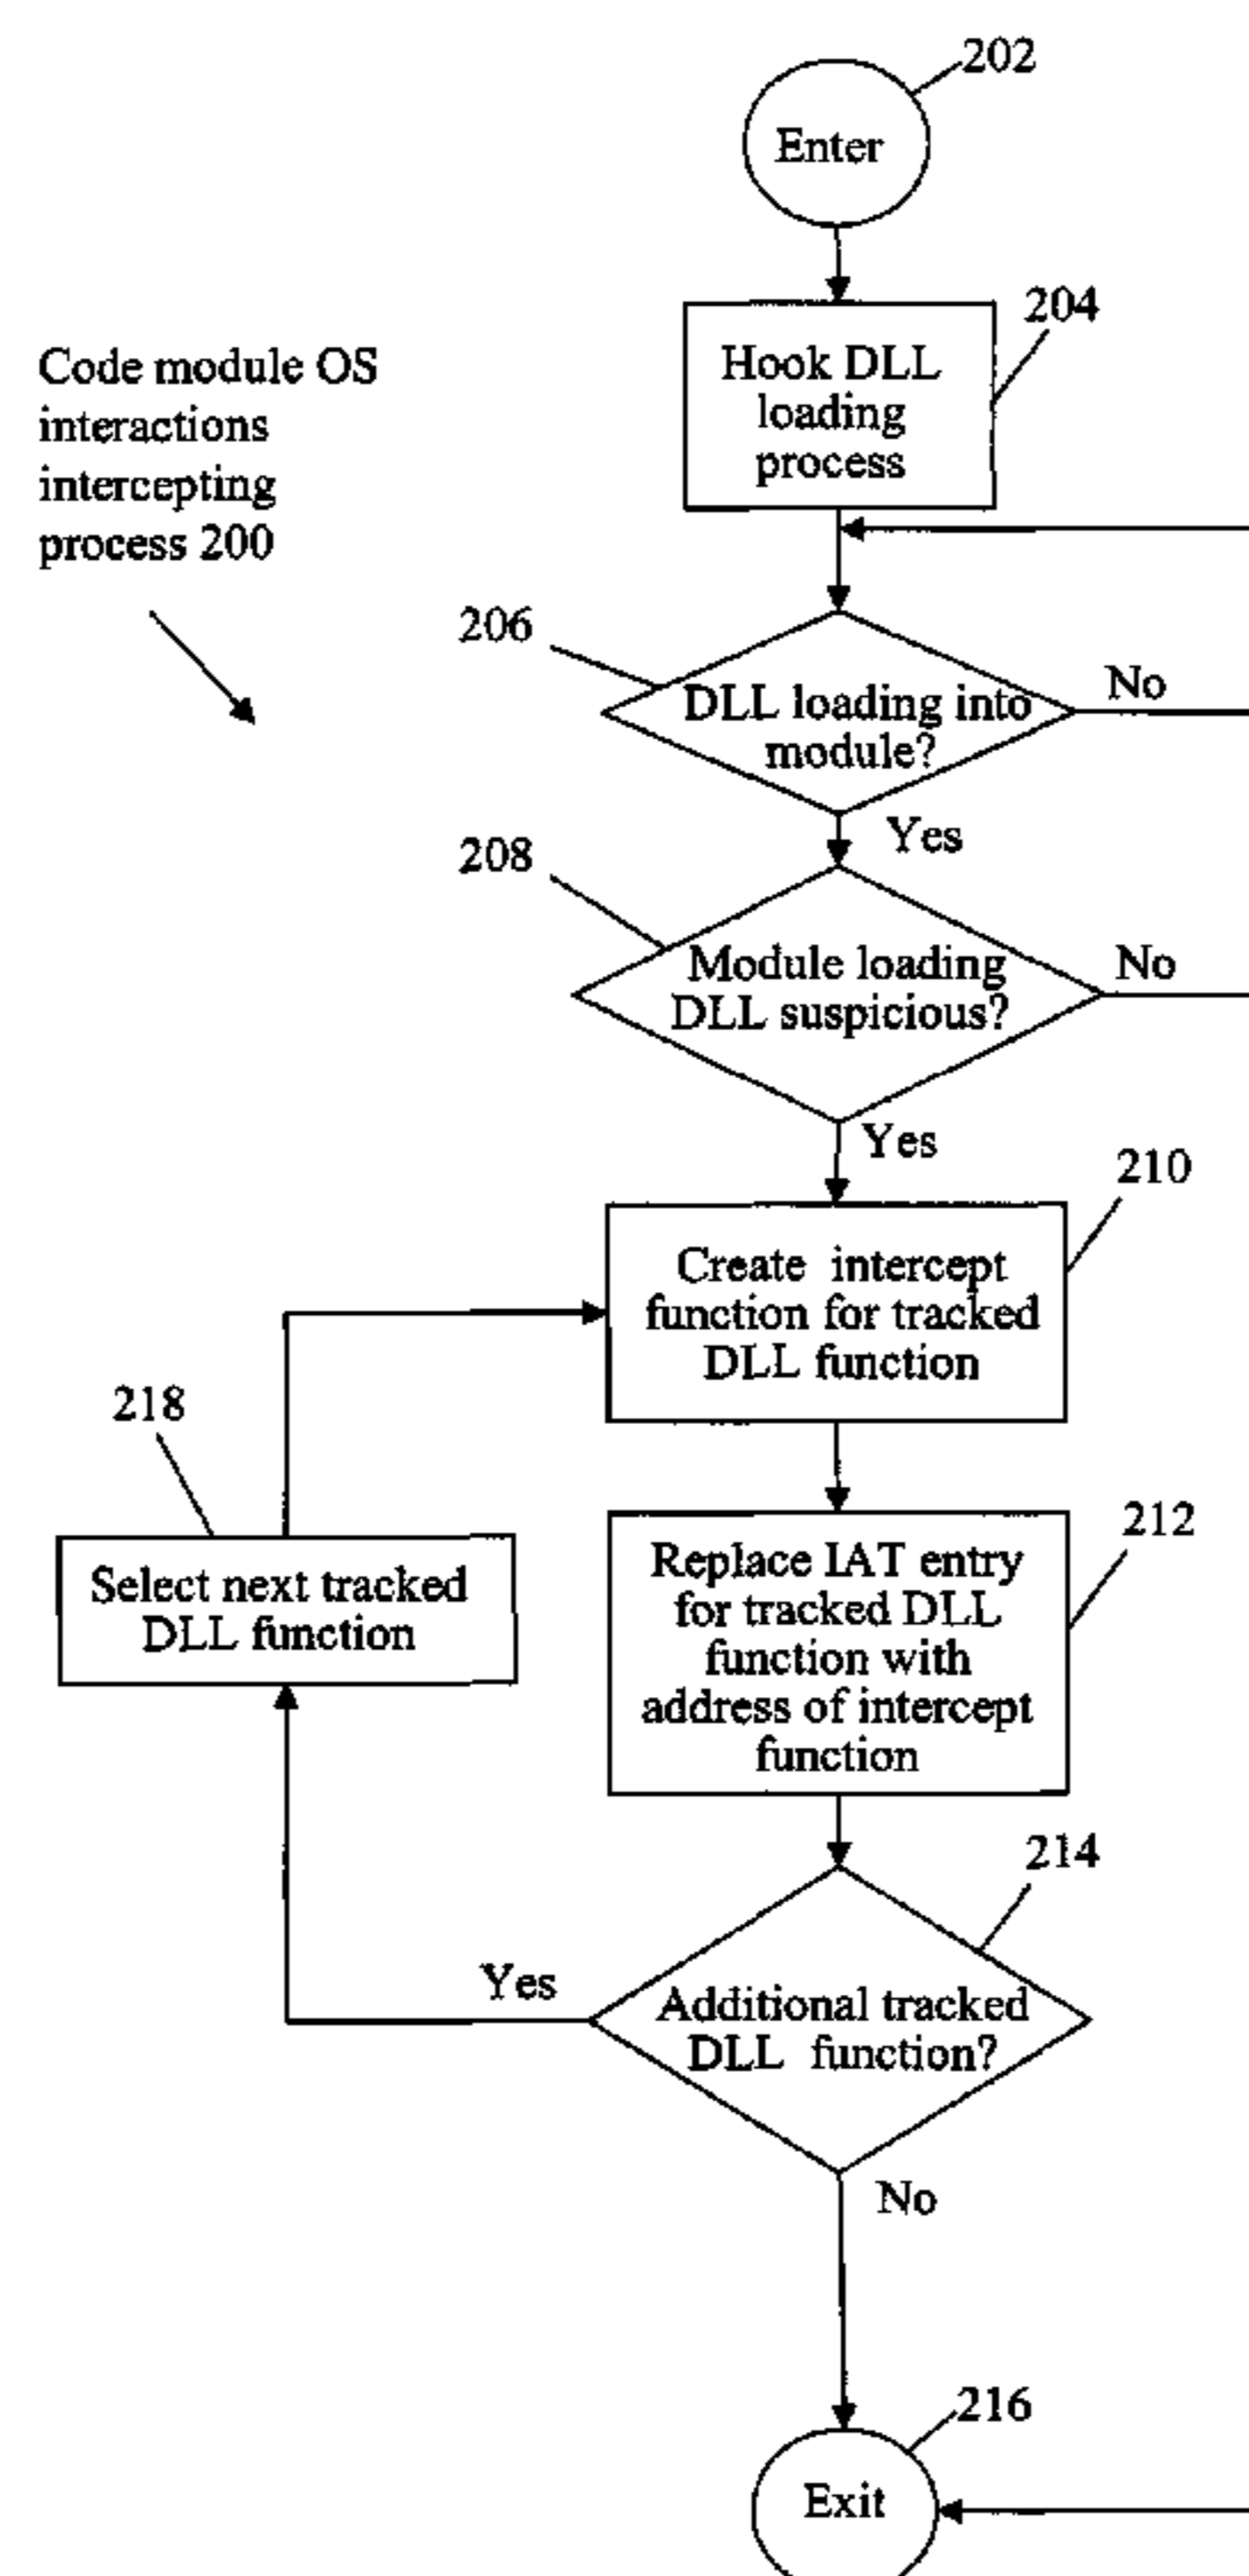 202
Enter
204
Hook DLL
loading
process
Code module OS
interactions
intercepting
process 200
206
DLL loading into
module?
No
Yes
208
Module loading
DLL suspicious?
No
Yes
210
Create intercept
function for tracked
DLL function
218
Select next tracked
DLL function
212
Replace IAT entry
for tracked DLL
function with
address of intercept
function
214
Additional tracked
DLL function?
Yes
No
216
Exit